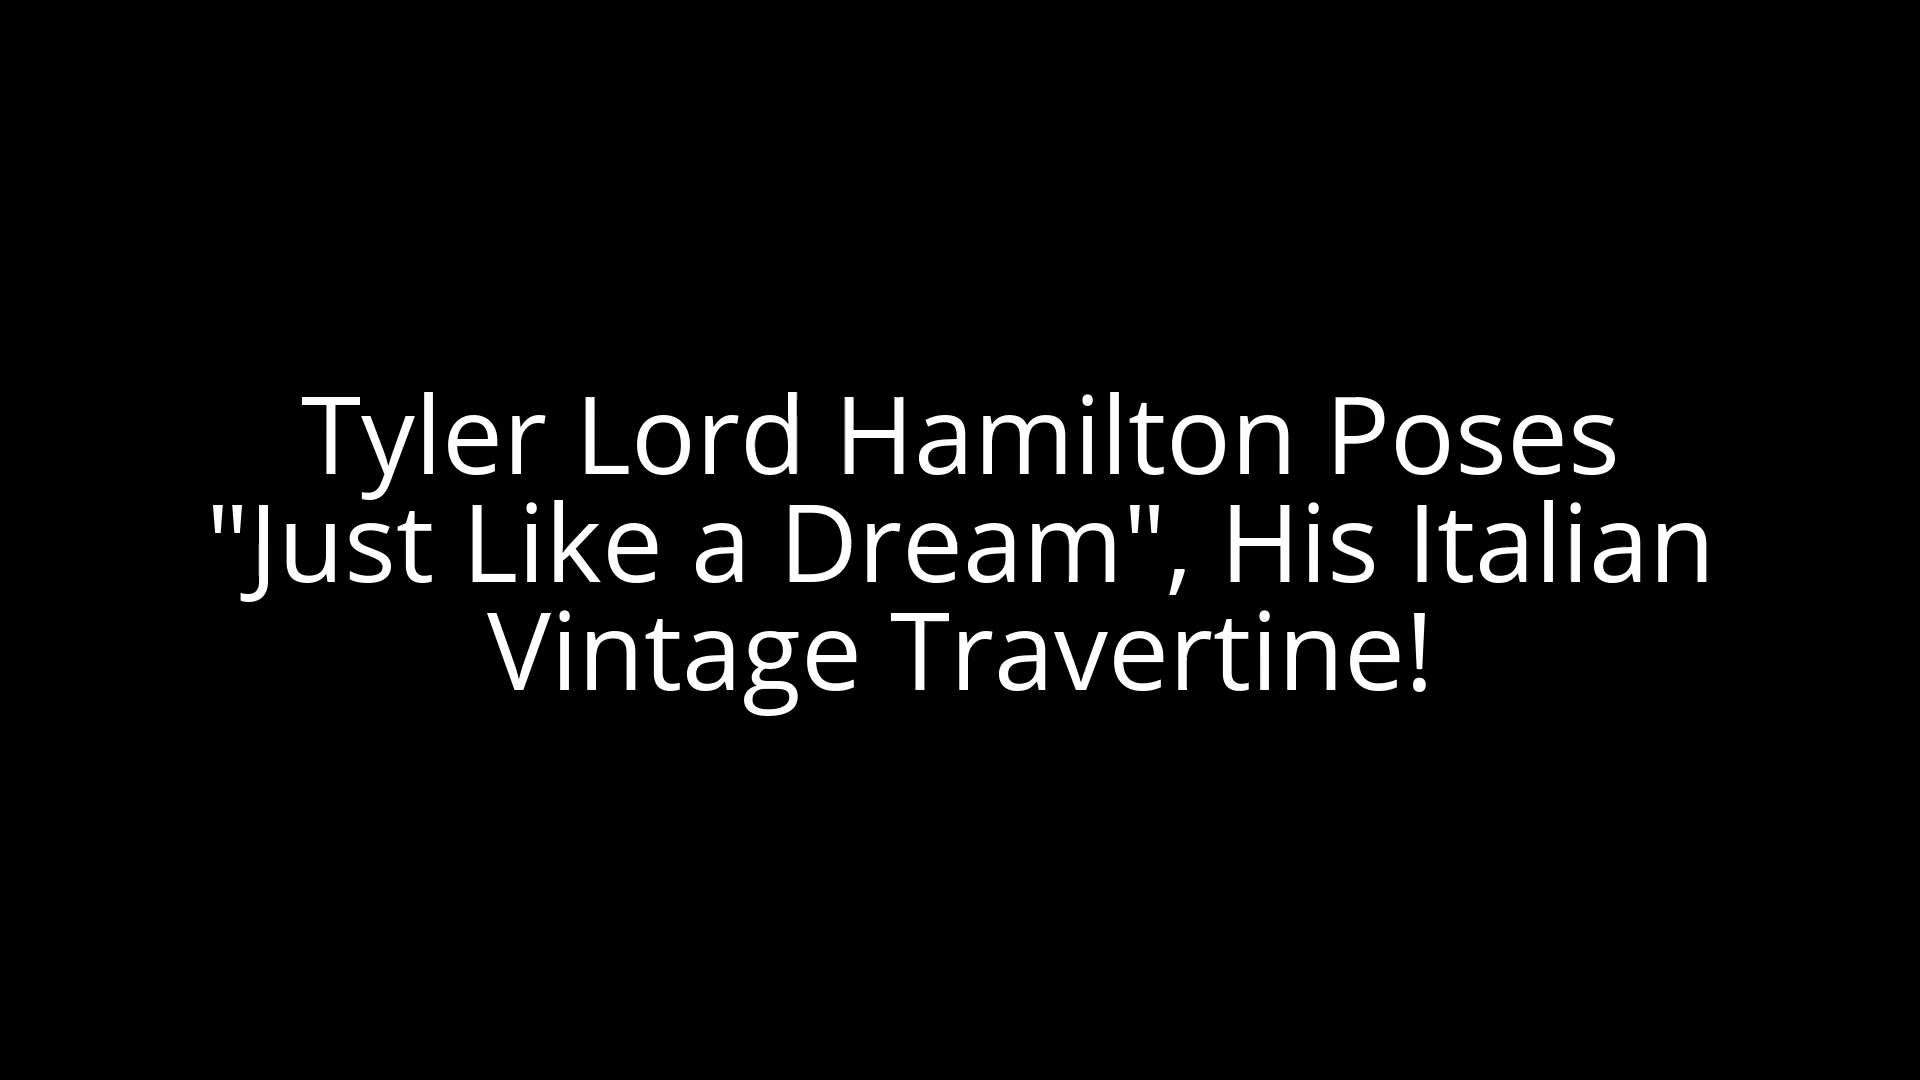 Tyler Lord Hamilton Poses
"Just Like a Dream", His Italian
Vintage Travertine!